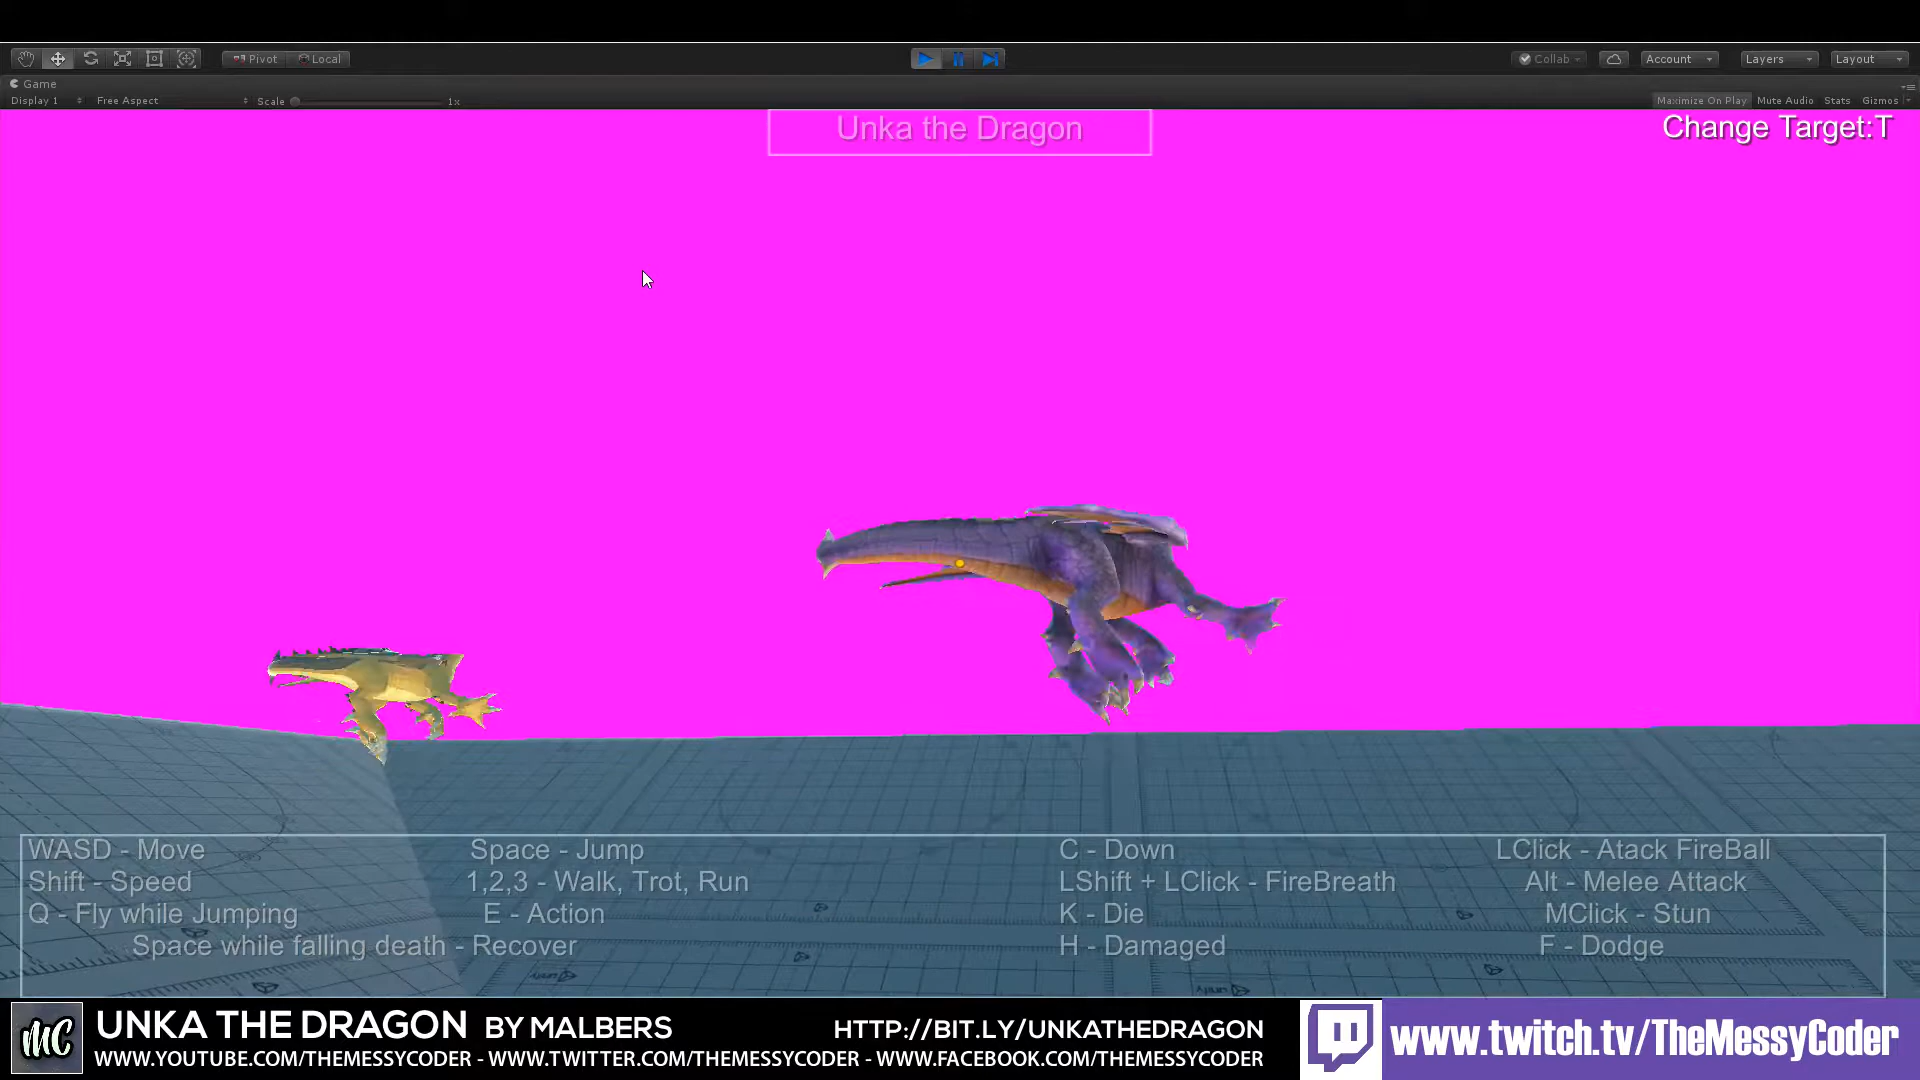 Pivot Local Collab Account Layers Layout
Game
Display 1 Free Aspect Scale 1x Maximize On Play Mute Audio Stats Gizmos
Unka the Dragon
Change Target:T
WASD - Move Space - Jump C - Down LClick - Atack FireBall
Shift - Speed 1,2,3 - Walk, Trot, Run LShift + LClick - FireBreath Alt - Melee Attack
Q - Fly while Jumping E - Action K - Die MClick - Stun
Space while falling death - Recover H - Damaged F - Dodge
MC UNKA THE DRAGON BY MALBERS HTTP://BIT.LY/UNKATHEDRAGON
WWW.YOUTUBE.COM/THEMESSYCODER - WWW.TWITTER.COM/THEMESSYCODER - WWW.FACEBOOK.COM/THEMESSYCODER
www.twitch.tv/TheMessyCoder